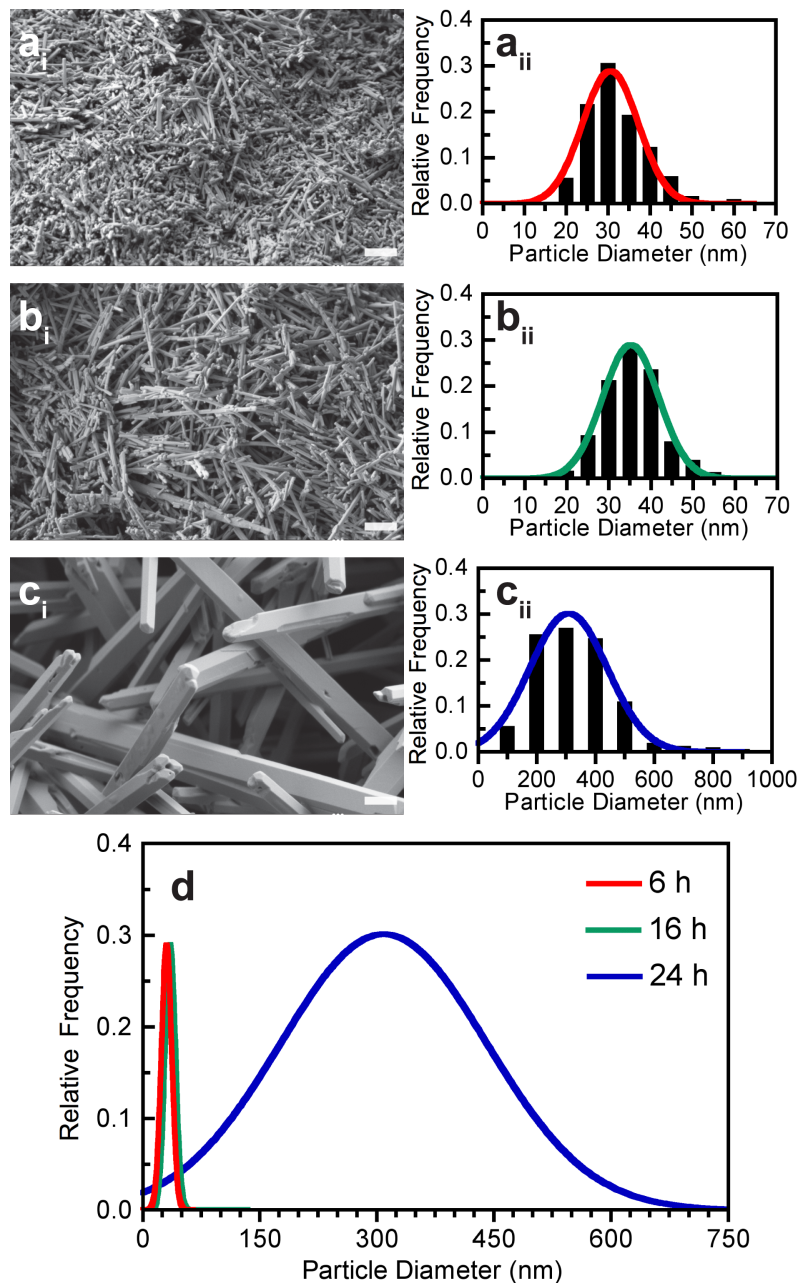 a i
a ii
0.4
0.3
0.2
0.1
0.0
Relative Frequency
0 10 20 30 40 50 60 70
Particle Diameter (nm)
b i
b ii
0.4
0.3
0.2
0.1
0.0
Relative Frequency
0 10 20 30 40 50 60 70
Particle Diameter (nm)
c i
c ii
0.4
0.3
0.2
0.1
0.0
Relative Frequency
0 200 400 600 800 1000
Particle Diameter (nm)
d
0.4
0.3
0.2
0.1
0.0
Relative Frequency
6 h
16 h
24 h
0 150 300 450 600 750
Particle Diameter (nm)